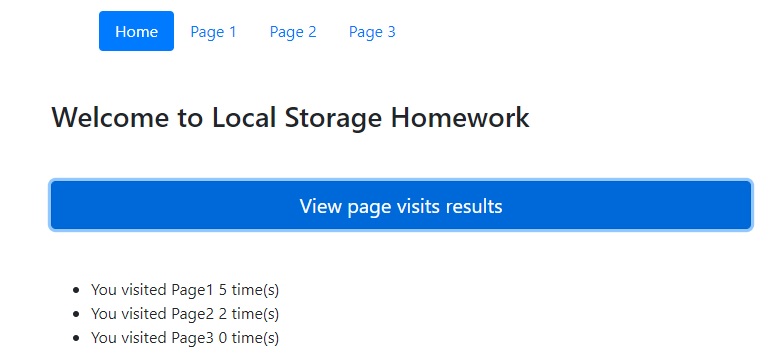 Home Page 1 Page 2 Page 3
Welcome to Local Storage Homework
View page visits results
You visited Page1 5 time(s)
You visited Page2 2 time(s)
You visited Page3 0 time(s)